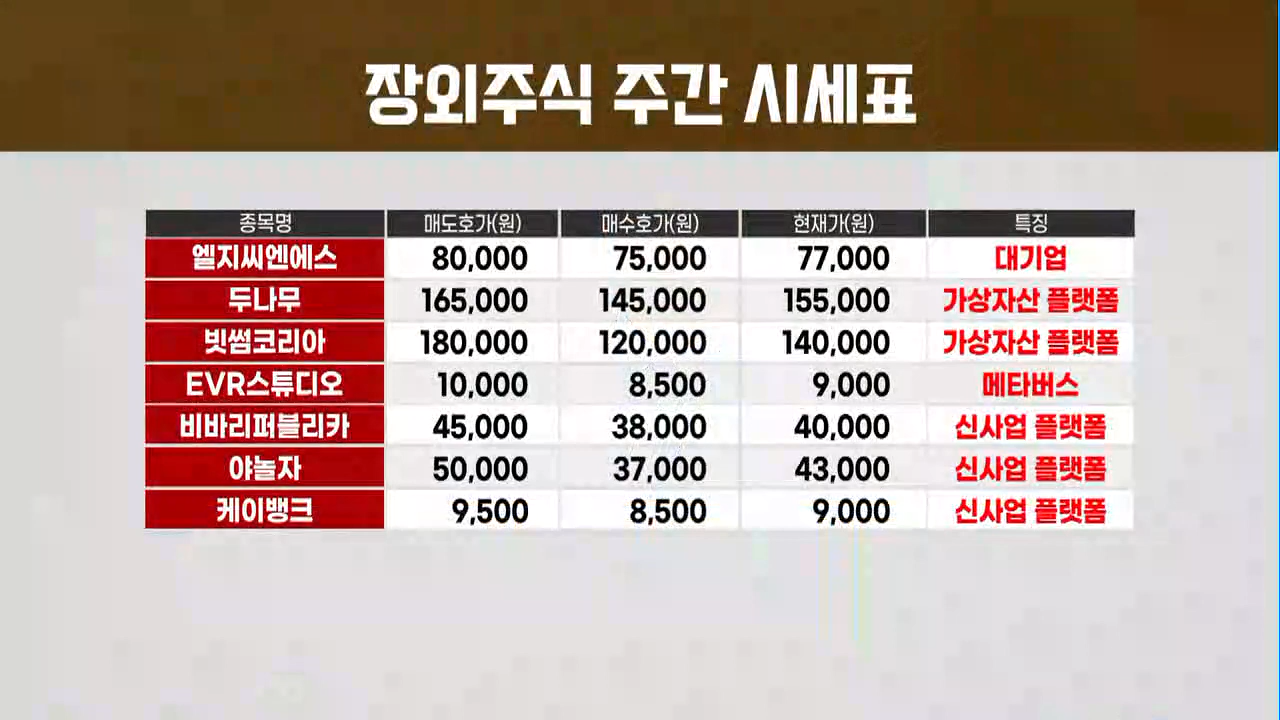 장외주식 주간 시세표
종목명 매도호가(원) 매수호가(원) 현재가(원) 특징
엘지씨엔에스 80,000 75,000 77,000 대기업
두나무 165,000 145,000 155,000 가상자산 플랫폼
빗썸코리아 180,000 120,000 140,000 가상자산 플랫폼
EVR스튜디오 10,000 8,500 9,000 메타버스
비바리퍼블리카 45,000 38,000 40,000 신사업 플랫폼
야놀자 50,000 37,000 43,000 신사업 플랫폼
케이뱅크 9,500 8,500 9,000 신사업 플랫폼